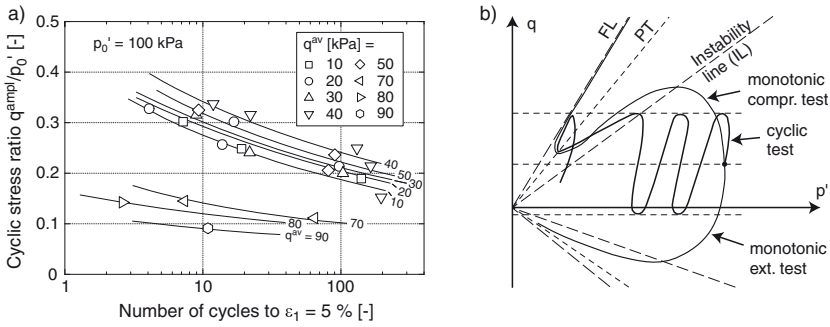 a)
Cyclic stress ratio q^ampl/p₀' [-]
0.5
0.4
0.3
0.2
0.1
0
p₀' = 100 kPa
q^av [kPa] =
10 50
20 70
30 80
40 90
40
50
30
20
10
70
80
q^av = 90
1 10 100
Number of cycles to ε₁ = 5 % [-]
b)
q
FL
PT
Instability
line (IL)
monotonic
compr. test
cyclic
test
p'
monotonic
ext. test